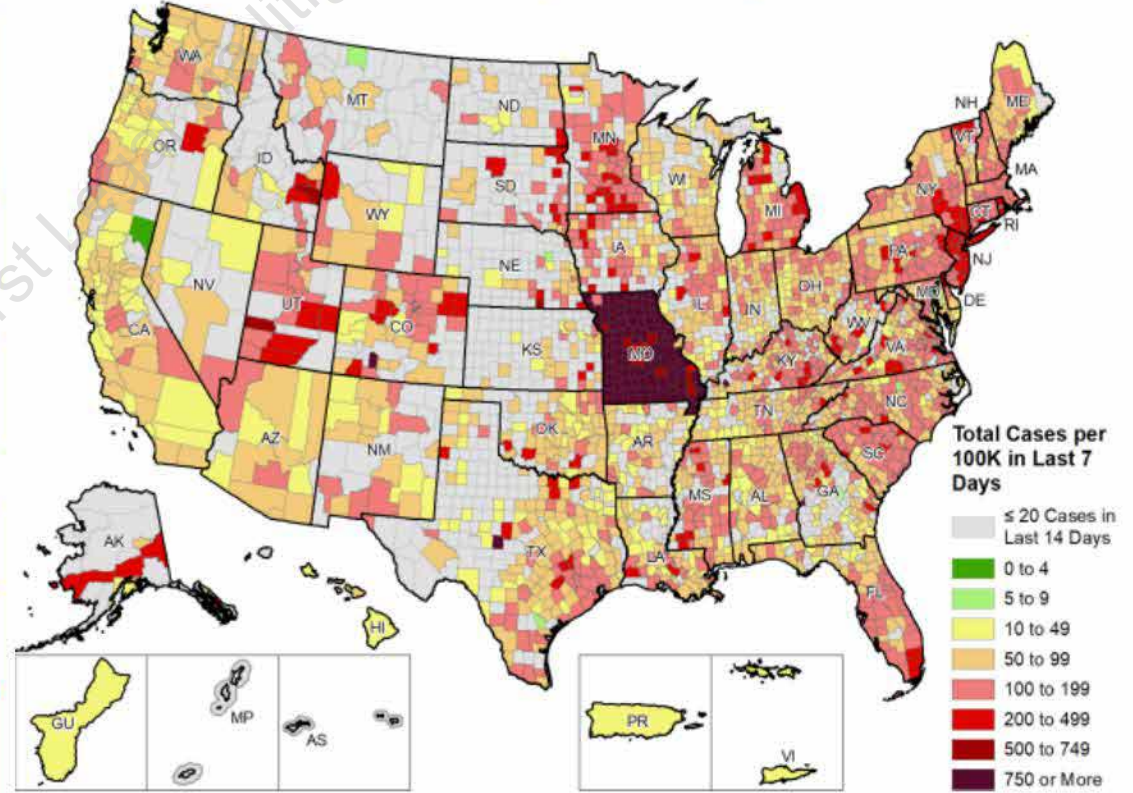 WA
MT
ND
MN
OR
ID
SD
WI
WY
MI
NY
VT
NH
ME
MA
CT
RI
NV
UT
CO
NE
IA
IL
IN
OH
PA
NJ
MD
DE
CA
KS
MO
KY
WV
VA
AZ
NM
OK
AR
TN
NC
SC
MS
AL
GA
TX
LA
FL
AK
HI
GU
MP
AS
PR
VI
Total Cases per
100K in Last 7
Days
≤ 20 Cases in
Last 14 Days
0 to 4
5 to 9
10 to 49
50 to 99
100 to 199
200 to 499
500 to 749
750 or More